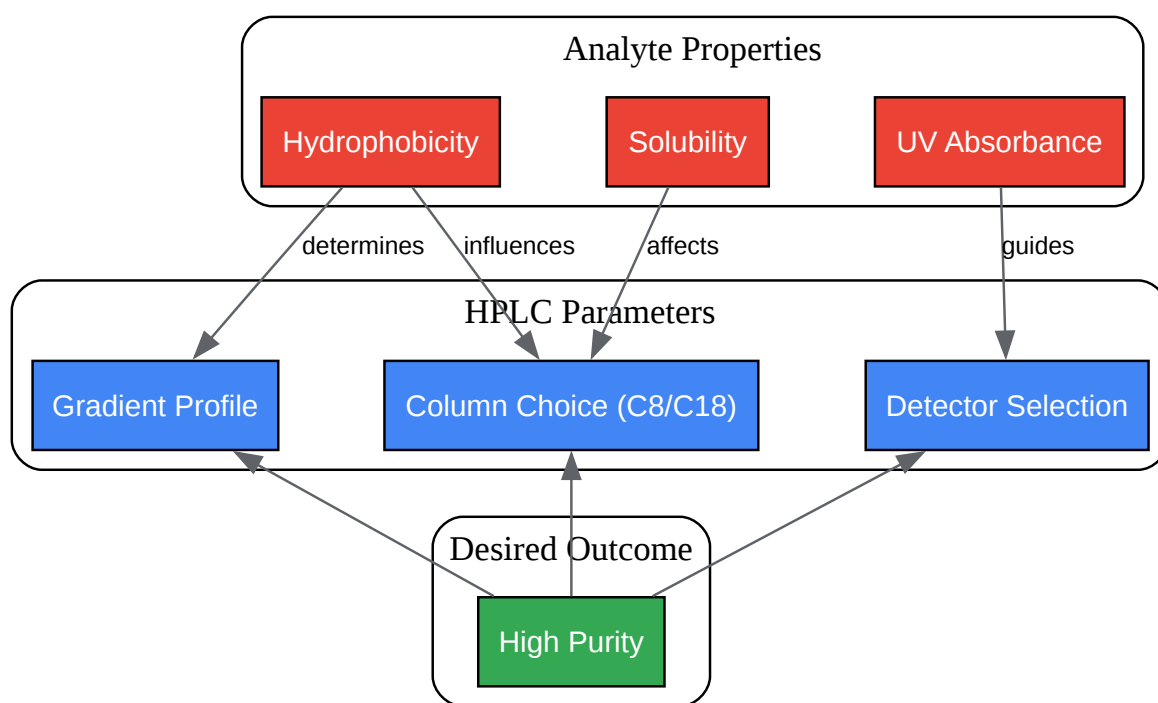 Analyte Properties
Hydrophobicity
Solubility
UV Absorbance
determines
influences
affects
guides
HPLC Parameters
Gradient Profile
Column Choice (C8/C18)
Detector Selection
Desired Outcome
High Purity